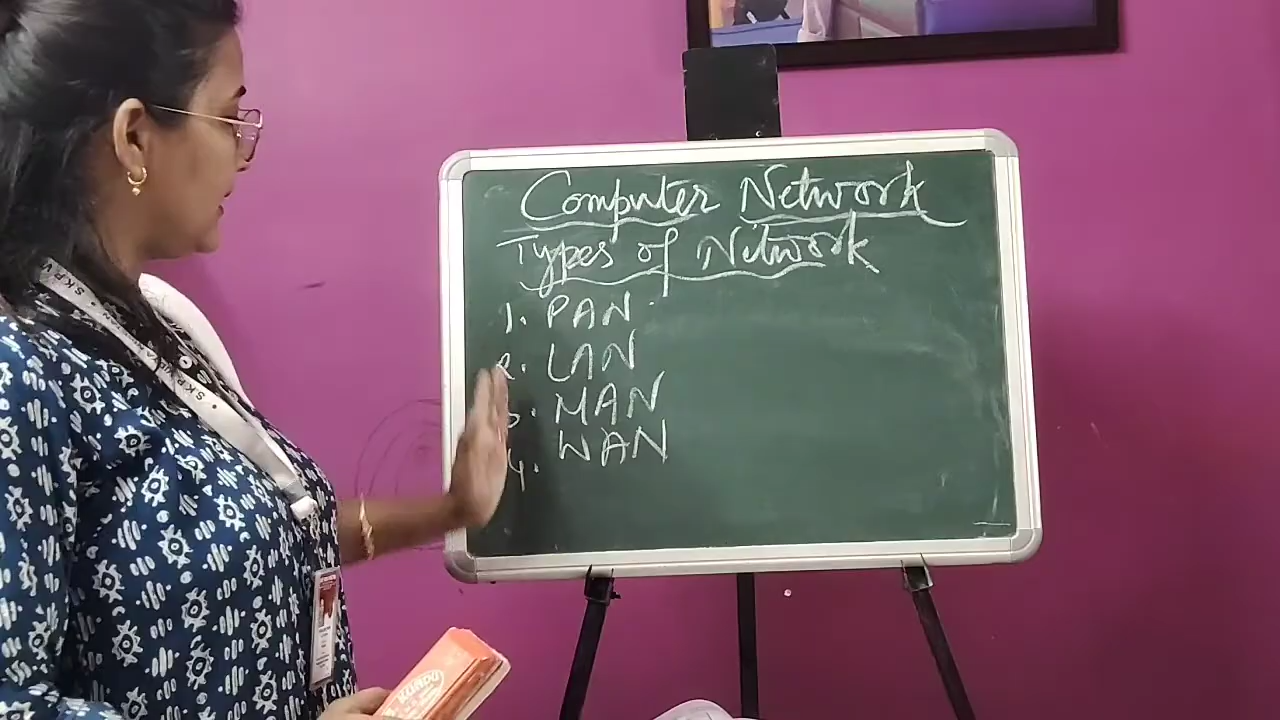 Computer Network
Types of Network
1. PAN
2. LAN
3. MAN
4. WAN